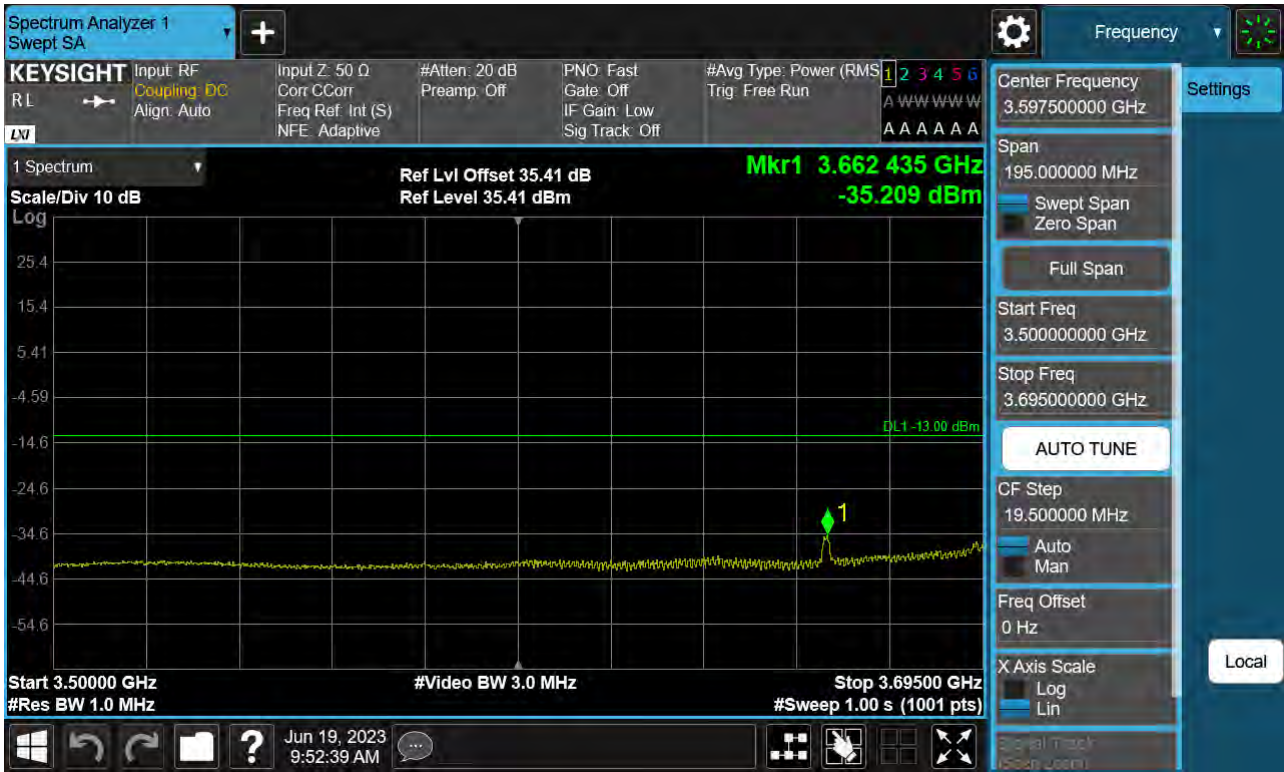 Spectrum Analyzer 1
Swept SA
Frequency
KEYSIGHT
RL
LXI
Input: RF
Coupling: DC
Align: Auto
Input Z: 50 Ω
Corr CCorr
Freq Ref: Int (S)
NFE: Adaptive
#Atten: 20 dB
Preamp: Off
PNO: Fast
Gate: Off
IF Gain: Low
Sig Track: Off
#Avg Type: Power (RMS
Trig: Free Run
1 2 3 4 5 6
A W W W W W
A A A A A A
1 Spectrum
Scale/Div 10 dB
Log
Ref Lvl Offset 35.41 dB
Ref Level 35.41 dBm
Mkr1 3.662 435 GHz
-35.209 dBm
25.4
15.4
5.41
-4.59
-14.6
-24.6
-34.6
-44.6
-54.6
DL1 -13.00 dBm
1
Start 3.50000 GHz
#Res BW 1.0 MHz
#Video BW 3.0 MHz
Stop 3.69500 GHz
#Sweep 1.00 s (1001 pts)
Center Frequency
3.597500000 GHz
Span
195.000000 MHz
Swept Span
Zero Span
Full Span
Start Freq
3.500000000 GHz
Stop Freq
3.695000000 GHz
AUTO TUNE
CF Step
19.500000 MHz
Auto
Man
Freq Offset
0 Hz
X Axis Scale
Log
Lin
Signal Track
(Span Zoom)
Settings
Local
?
Jun 19, 2023
9:52:39 AM